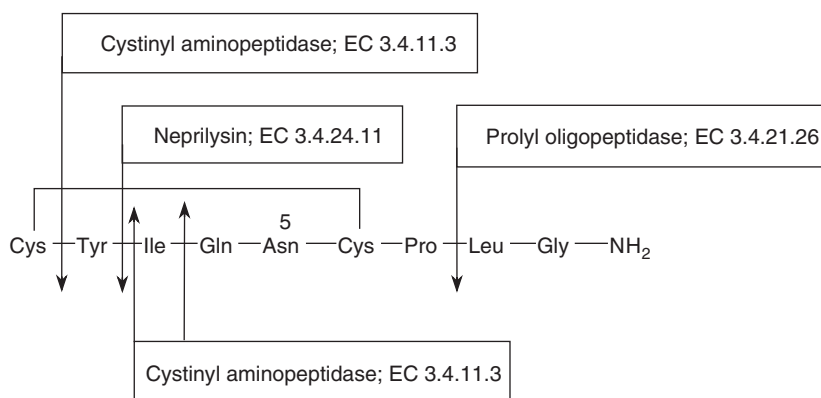 Cystinyl aminopeptidase; EC 3.4.11.3
Neprilysin; EC 3.4.24.11
Prolyl oligopeptidase; EC 3.4.21.26
5
Cys Tyr Ile Gln Asn Cys Pro Leu Gly NH2
Cystinyl aminopeptidase; EC 3.4.11.3